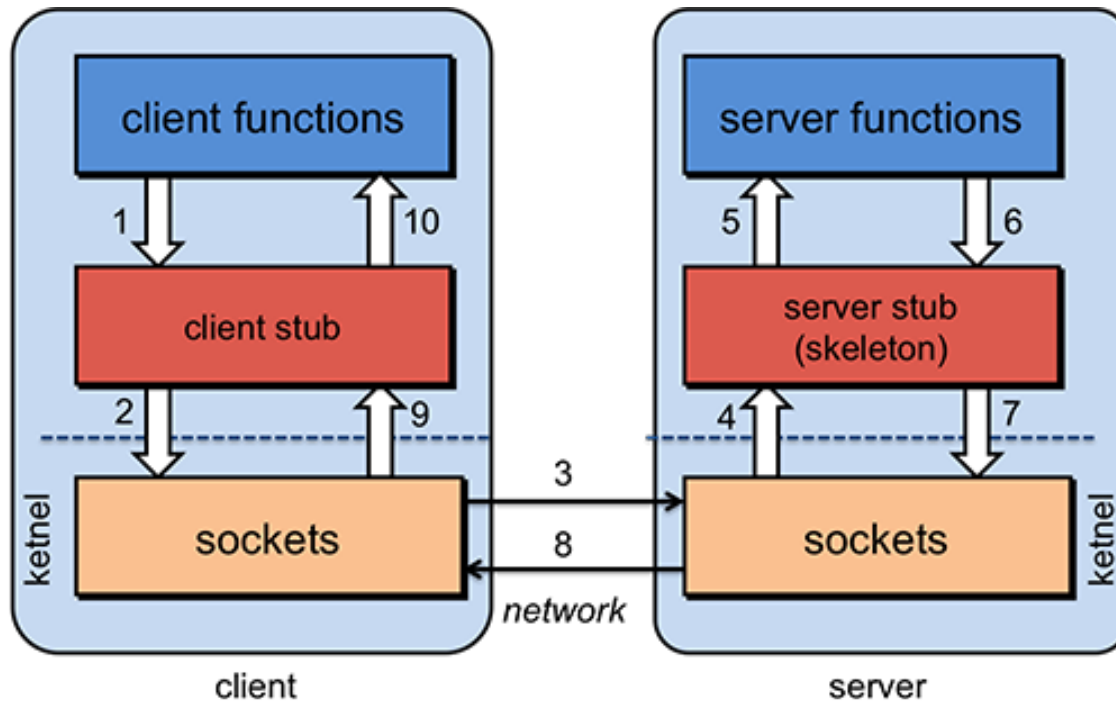 client functions
server functions
1
10
5
6
client stub
server stub
(skeleton)
2
9
4
7
3
ketnel
sockets
sockets
ketnel
8
network
client
server